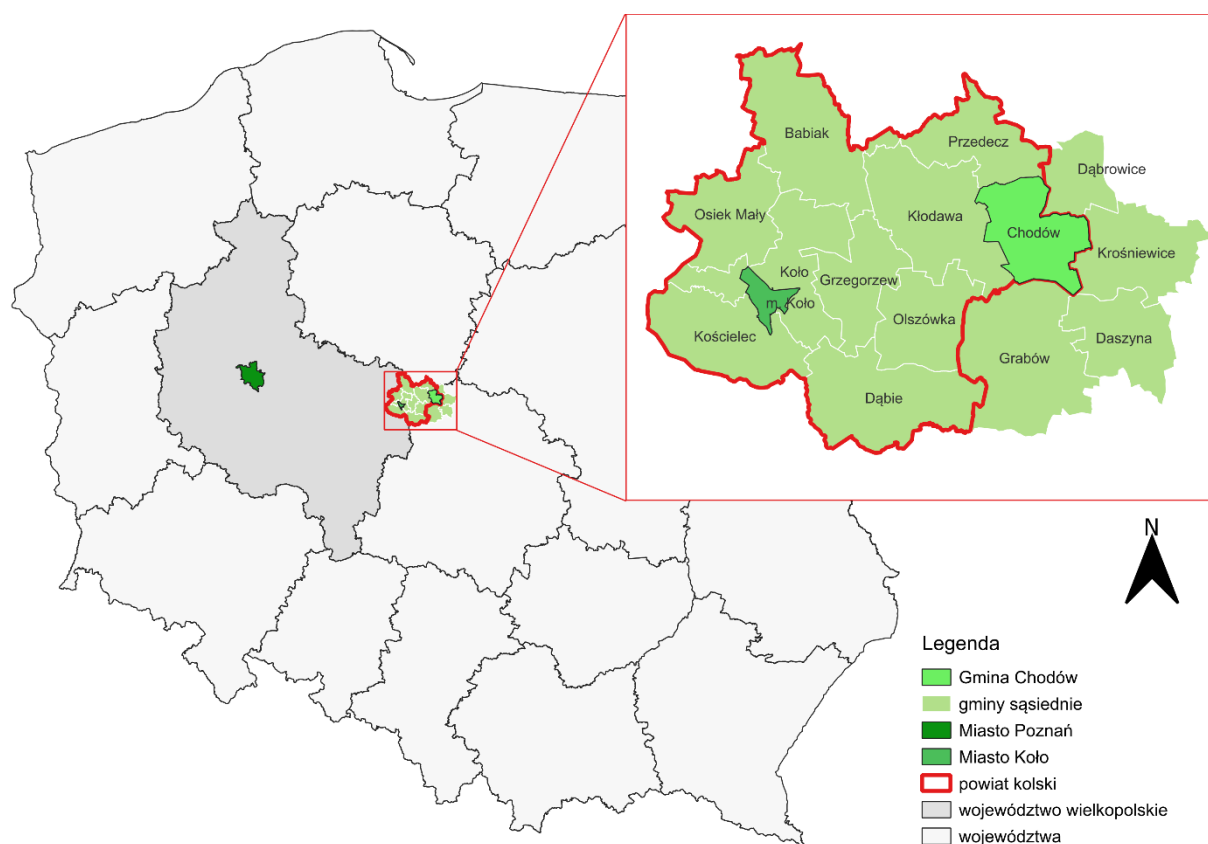 Babiak
Przedecz
Dąbrowice
Osiek Mały
Kłodawa
Chodów
Krośniewice
Koło
Grzegorzew
m. Koło
Olszówka
Kościelec
Daszyna
Grabów
Dąbie
N
Legenda
Gmina Chodów
gminy sąsiednie
Miasto Poznań
Miasto Koło
powiat kolski
województwo wielkopolskie
województwa